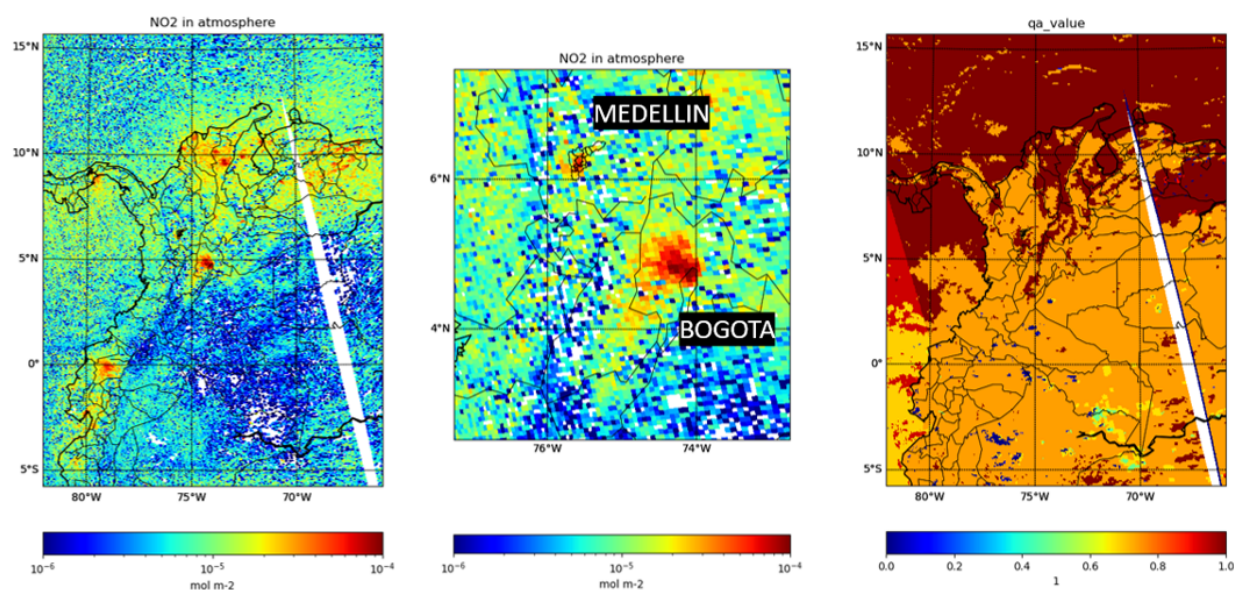 NO2 in atmosphere
15°N
10°N
5°N
0°
5°S
80°W
75°W
70°W
10⁻⁶
10⁻⁵
10⁻⁴
mol m-2
NO2 in atmosphere
MEDELLIN
6°N
BOGOTA
4°N
76°W
74°W
10⁻⁶
10⁻⁵
10⁻⁴
mol m-2
qa_value
15°N
10°N
5°N
0°
5°S
80°W
75°W
70°W
0.0
0.2
0.4
0.6
0.8
1.0
1